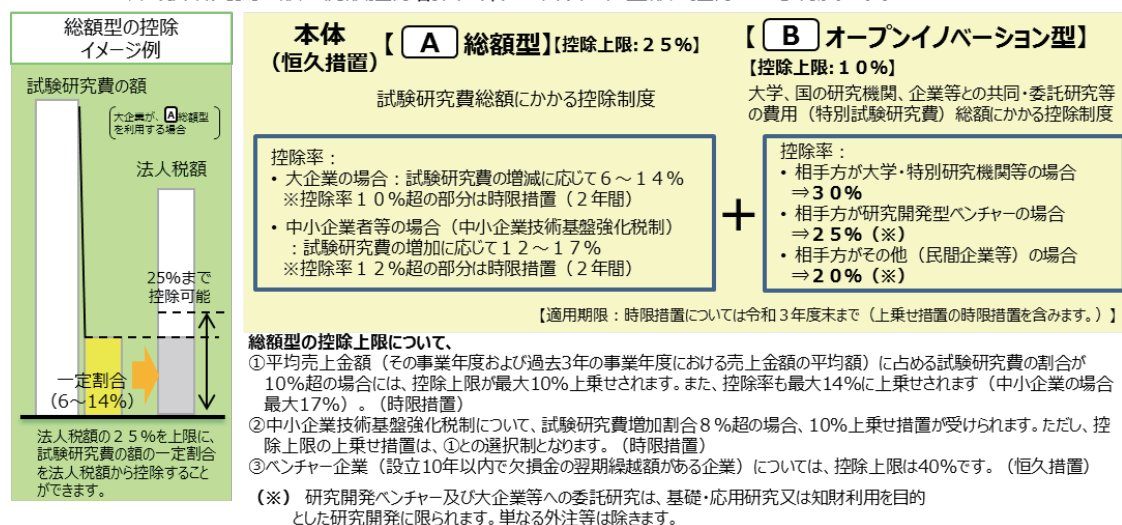 総額型の控除
イメージ例
試験研究費の額
大企業が、A総額型
を利用する場合
法人税額
25%まで
控除可能
一定割合
(6~14%)
法人税額の25%を上限に、
試験研究費の額の一定割合
を法人税額から控除すること
ができます。
本体
(恒久措置)
【 A 総額型】【控除上限:25%】
試験研究費総額にかかる控除制度
控除率:
・大企業の場合:試験研究費の増減に応じて6~14%
※控除率10%超の部分は時限措置(2年間)
・中小企業者等の場合(中小企業技術基盤強化税制)
:試験研究費の増加に応じて12~17%
※控除率12%超の部分は時限措置(2年間)
+
【 B オープンイノベーション型】
【控除上限:10%】
大学、国の研究機関、企業等との共同・委託研究等
の費用(特別試験研究費)総額にかかる控除制度
控除率:
・相手方が大学・特別研究機関等の場合
⇒30%
・相手方が研究開発型ベンチャーの場合
⇒25%(※)
・相手方がその他(民間企業等)の場合
⇒20%(※)
【適用期限:時限措置については令和3年度末まで(上乗せ措置の時限措置を含みます。)】
総額型の控除上限について、
①平均売上金額(その事業年度および過去3年の事業年度における売上金額の平均額)に占める試験研究費の割合が
10%超の場合には、控除上限が最大10%上乗せされます。また、控除率も最大14%に上乗せされます(中小企業の場合
最大17%)。(時限措置)
②中小企業技術基盤強化税制について、試験研究費増加割合8%超の場合、10%上乗せ措置が受けられます。ただし、控
除上限の上乗せ措置は、①との選択制となります。(時限措置)
③ベンチャー企業(設立10年以内で欠損金の翌期繰越額がある企業)については、控除上限は40%です。(恒久措置)
(※) 研究開発ベンチャー及び大企業等への委託研究は、基礎・応用研究又は知財利用を目的
とした研究開発に限られます。単なる外注等は除きます。